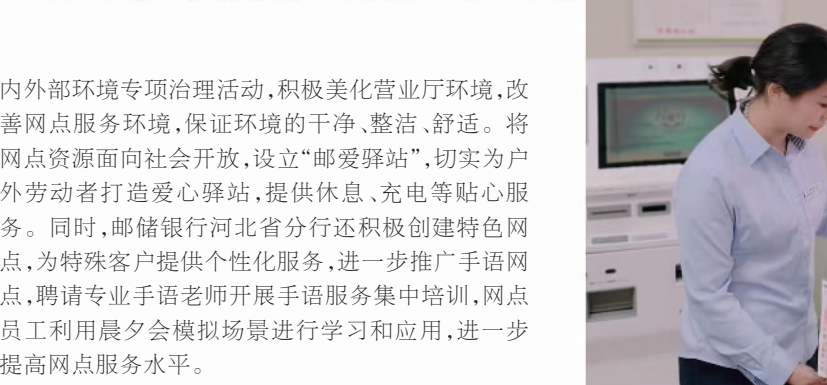 内外部环境专项治理活动,积极美化营业厅环境,改
善网点服务环境,保证环境的干净、整洁、舒适。将
网点资源面向社会开放,设立“邮爱驿站”,切实为户
外劳动者打造爱心驿站,提供休息、充电等贴心服
务。同时,邮储银行河北省分行还积极创建特色网
点,为特殊客户提供个性化服务,进一步推广手语网
点,聘请专业手语老师开展手语服务集中培训,网点
员工利用晨夕会模拟场景进行学习和应用,进一步
提高网点服务水平。